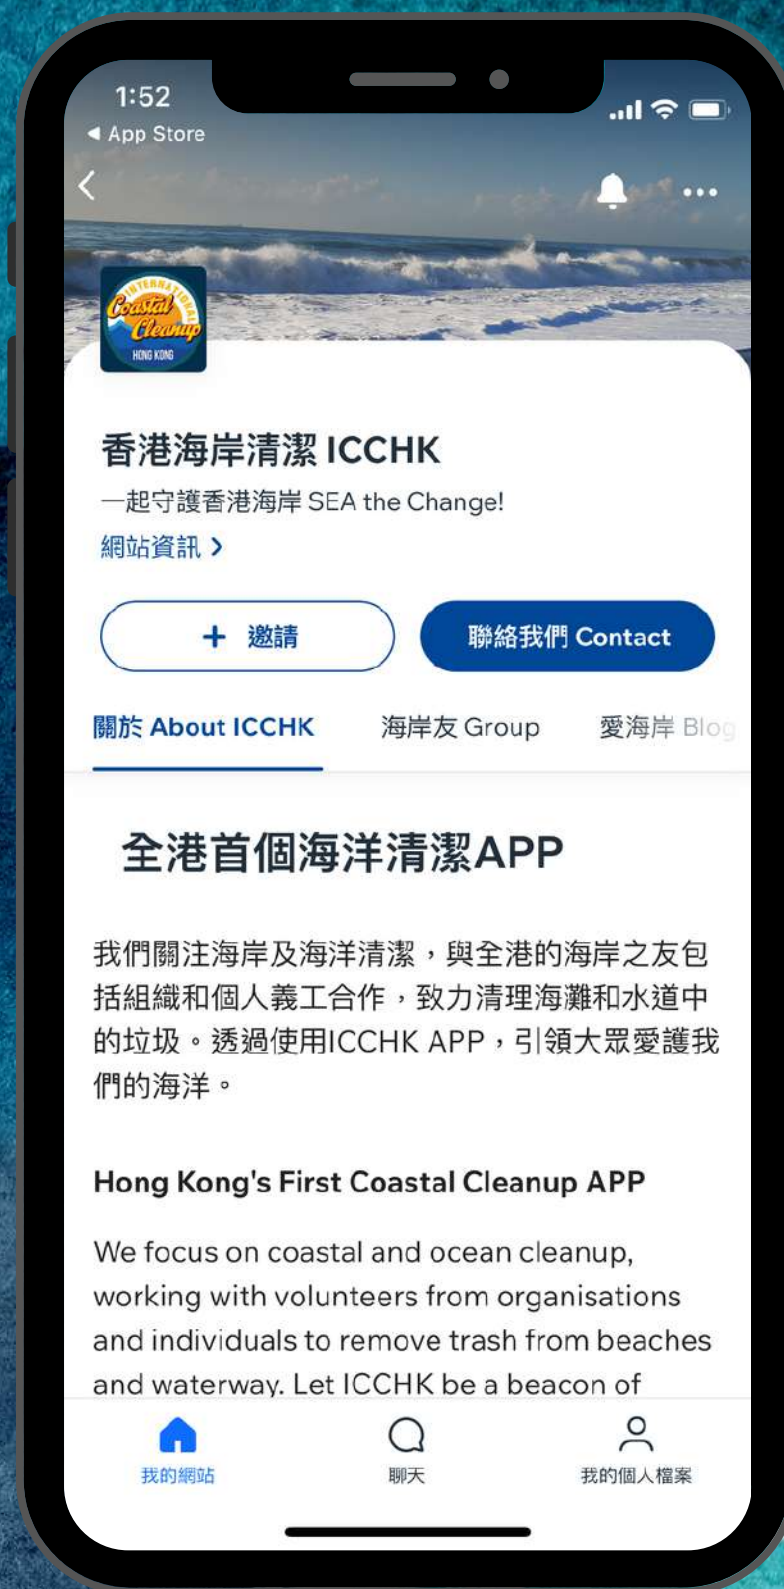 1:52
◀ App Store
INTERNATIONAL
Coastal
Cleanup
HONG KONG
香港海岸清潔 ICCHK
一起守護香港海岸 SEA the Change!
網站資訊 >
+ 邀請
聯絡我們 Contact
關於 About ICCHK
海岸友 Group
愛海岸 Blog
全港首個海洋清潔APP
我們關注海岸及海洋清潔，與全港的海岸之友包
括組織和個人義工合作，致力清理海灘和水道中
的垃圾。透過使用ICCHK APP，引領大眾愛護我
們的海洋。
Hong Kong's First Coastal Cleanup APP
We focus on coastal and ocean cleanup,
working with volunteers from organisations
and individuals to remove trash from beaches
and waterway. Let ICCHK be a beacon of
我的網站
聊天
我的個人檔案